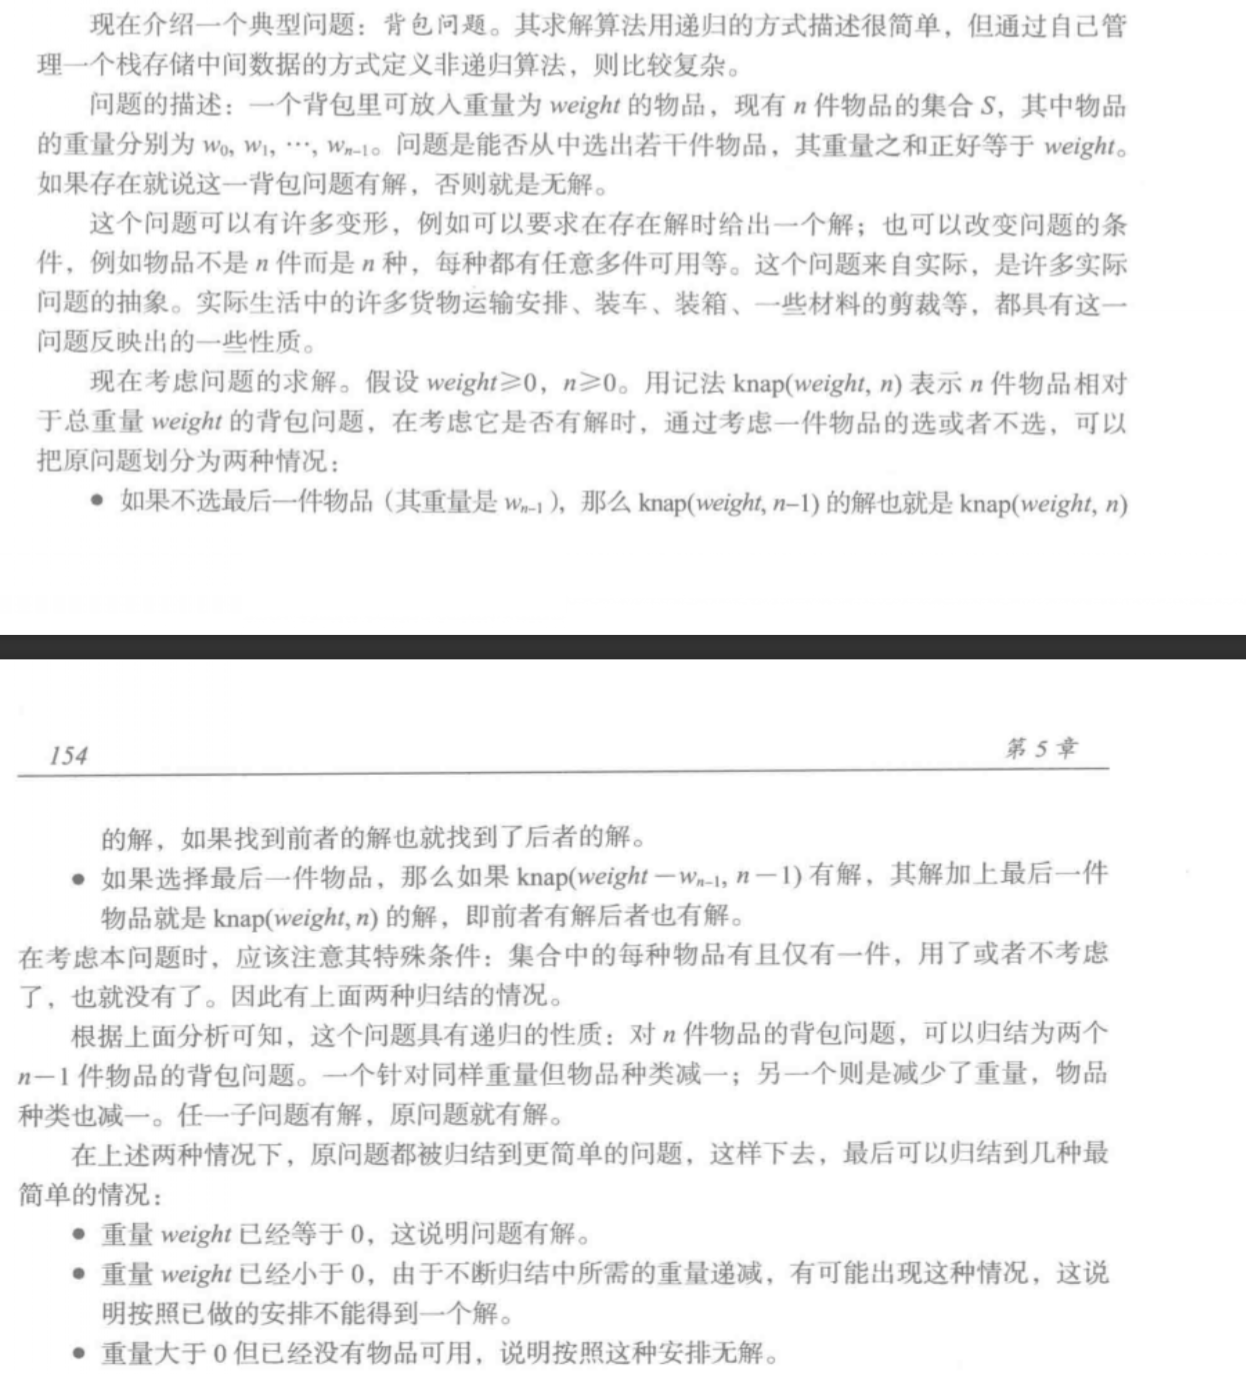 现在介绍一个典型问题：背包问题。其求解算法用递归的方式描述很简单，但通过自己管
理一个栈存储中间数据的方式定义非递归算法，则比较复杂。
问题的描述：一个背包里可放入重量为 weight 的物品，现有 n 件物品的集合 S，其中物品
的重量分别为 w₀, w₁, ⋯, wₙ₋₁。问题是能否从中选出若干件物品，其重量之和正好等于 weight。
如果存在就说这一背包问题有解，否则就是无解。
这个问题可以有许多变形，例如可以要求在存在解时给出一个解；也可以改变问题的条
件，例如物品不是 n 件而是 n 种，每种都有任意多件可用等。这个问题来自实际，是许多实际
问题的抽象。实际生活中的许多货物运输安排、装车、装箱、一些材料的剪裁等，都具有这一
问题反映出的一些性质。
现在考虑问题的求解。假设 weight≥0，n≥0。用记法 knap(weight, n) 表示 n 件物品相对
于总重量 weight 的背包问题，在考虑它是否有解时，通过考虑一件物品的选或者不选，可以
把原问题划分为两种情况：
● 如果不选最后一件物品（其重量是 wₙ₋₁），那么 knap(weight, n–1) 的解也就是 knap(weight, n)
154 第 5 章
的解，如果找到前者的解也就找到了后者的解。
● 如果选择最后一件物品，那么如果 knap(weight－wₙ₋₁, n－1) 有解，其解加上最后一件
物品就是 knap(weight, n) 的解，即前者有解后者也有解。
在考虑本问题时，应该注意其特殊条件：集合中的每种物品有且仅有一件，用了或者不考虑
了，也就没有了。因此有上面两种归结的情况。
根据上面分析可知，这个问题具有递归的性质：对 n 件物品的背包问题，可以归结为两个
n－1 件物品的背包问题。一个针对同样重量但物品种类减一；另一个则是减少了重量，物品
种类也减一。任一子问题有解，原问题就有解。
在上述两种情况下，原问题都被归结到更简单的问题，这样下去，最后可以归结到几种最
简单的情况：
● 重量 weight 已经等于 0，这说明问题有解。
● 重量 weight 已经小于 0，由于不断归结中所需的重量递减，有可能出现这种情况，这说
明按照已做的安排不能得到一个解。
● 重量大于 0 但已经没有物品可用，说明按照这种安排无解。